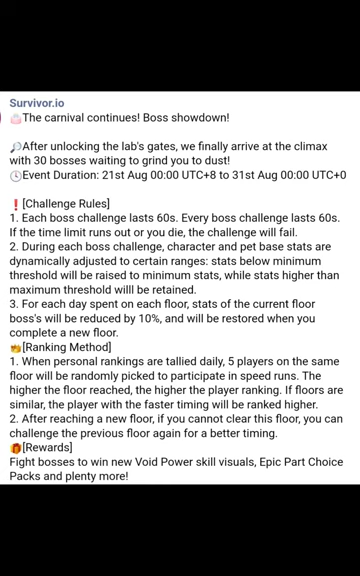 Survivor.io
👛The carnival continues! Boss showdown!
🔎After unlocking the lab's gates, we finally arrive at the climax
with 30 bosses waiting to grind you to dust!
🕒Event Duration: 21st Aug 00:00 UTC+8 to 31st Aug 00:00 UTC+0
❗[Challenge Rules]
1. Each boss challenge lasts 60s. Every boss challenge lasts 60s.
If the time limit runs out or you die, the challenge will fail.
2. During each boss challenge, character and pet base stats are
dynamically adjusted to certain ranges: stats below minimum
threshold will be raised to minimum stats, while stats higher than
maximum threshold willl be retained.
3. For each day spent on each floor, stats of the current floor
boss's will be reduced by 10%, and will be restored when you
complete a new floor.
👑[Ranking Method]
1. When personal rankings are tallied daily, 5 players on the same
floor will be randomly picked to participate in speed runs. The
higher the floor reached, the higher the player ranking. If floors are
similar, the player with the faster timing will be ranked higher.
2. After reaching a new floor, if you cannot clear this floor, you can
challenge the previous floor again for a better timing.
🎁[Rewards]
Fight bosses to win new Void Power skill visuals, Epic Part Choice
Packs and plenty more!